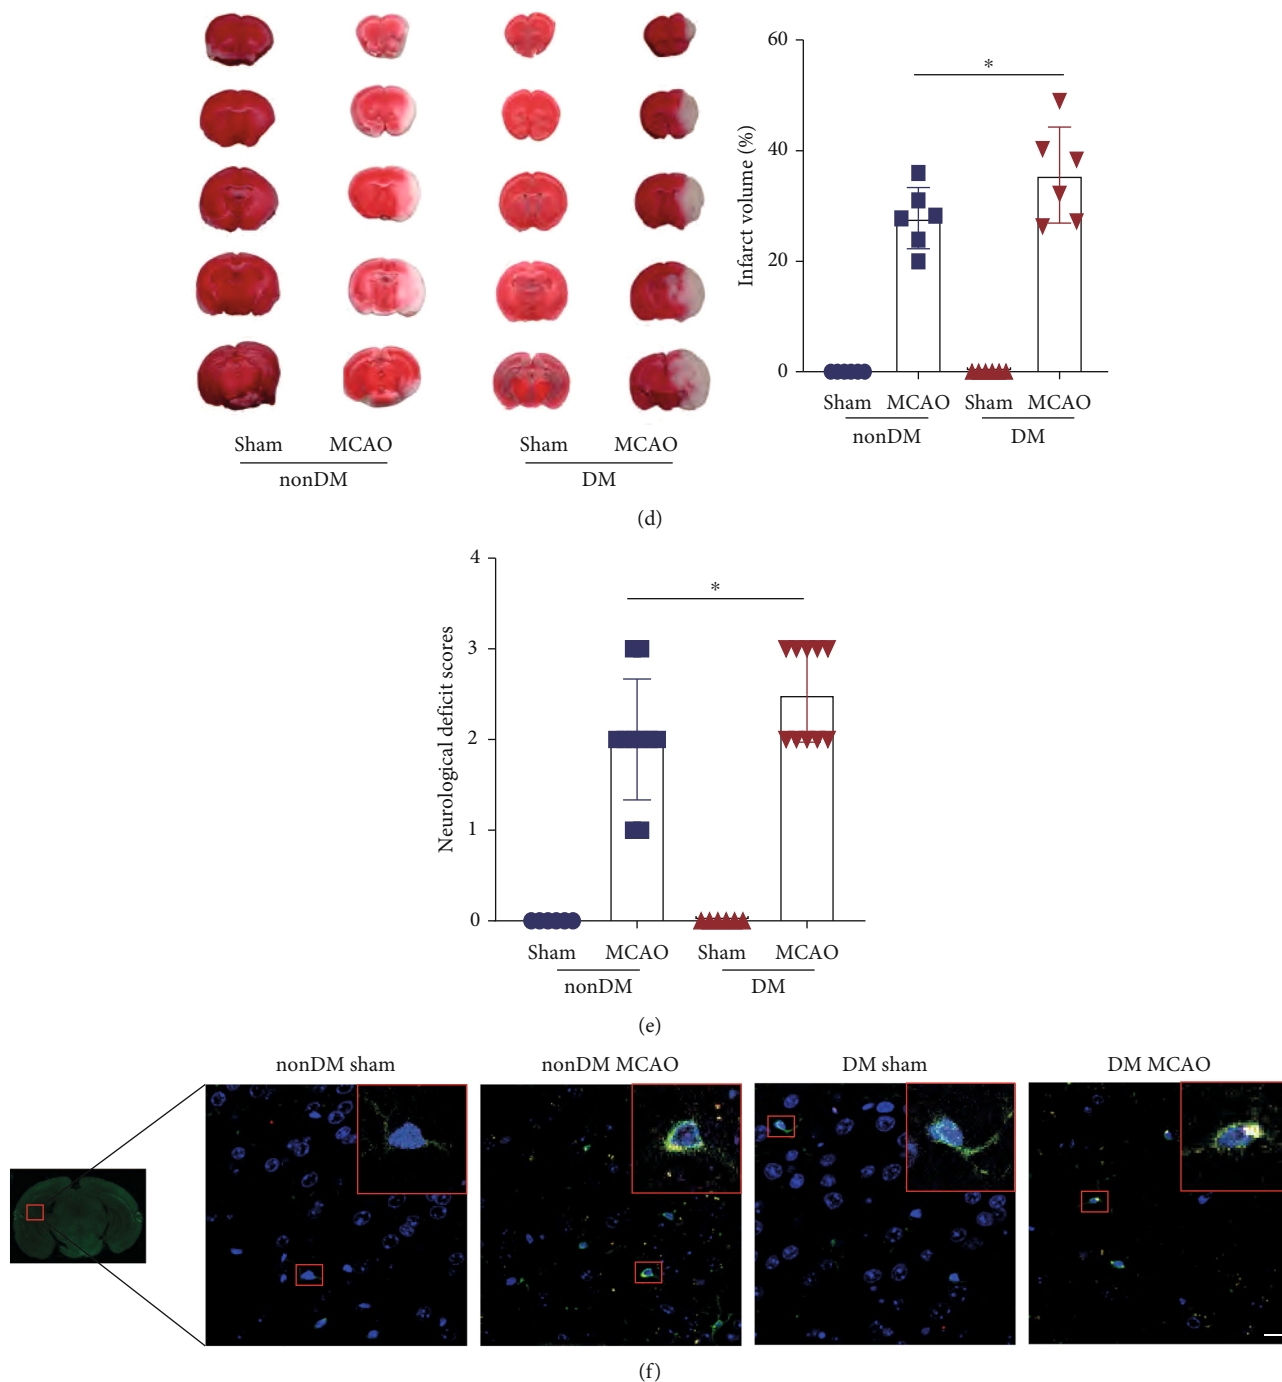 Sham MCAO Sham MCAO
nonDM DM
Infarct volume (%)
60
40
20
0
*
Sham MCAO Sham MCAO
nonDM DM
(d)
Neurological deficit scores
4
3
2
1
0
*
Sham MCAO Sham MCAO
nonDM DM
(e)
nonDM sham nonDM MCAO DM sham DM MCAO
(f)